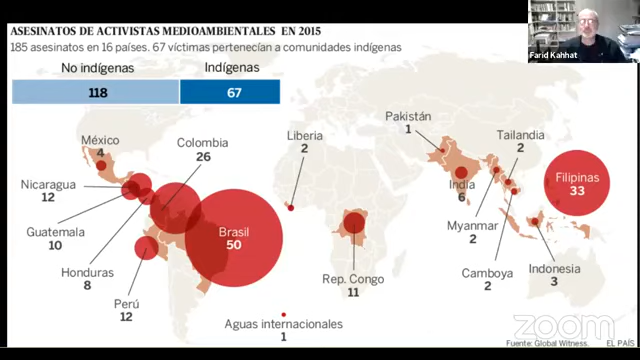 ASESINATOS DE ACTIVISTAS MEDIOAMBIENTALES EN 2015
185 asesinatos en 16 países. 67 víctimas pertenecían a comunidades indígenas
No indígenas
Indígenas
118
67
México
4
Colombia
26
Liberia
2
Pakistán
1
Tailandia
2
Nicaragua
12
India
6
Filipinas
33
Guatemala
10
Brasil
50
Myanmar
2
Honduras
8
Camboya
2
Indonesia
3
Rep. Congo
11
Perú
12
Aguas internacionales
1
Fuente: Global Witness.
EL PAÍS
Farid Kahhat
zoom